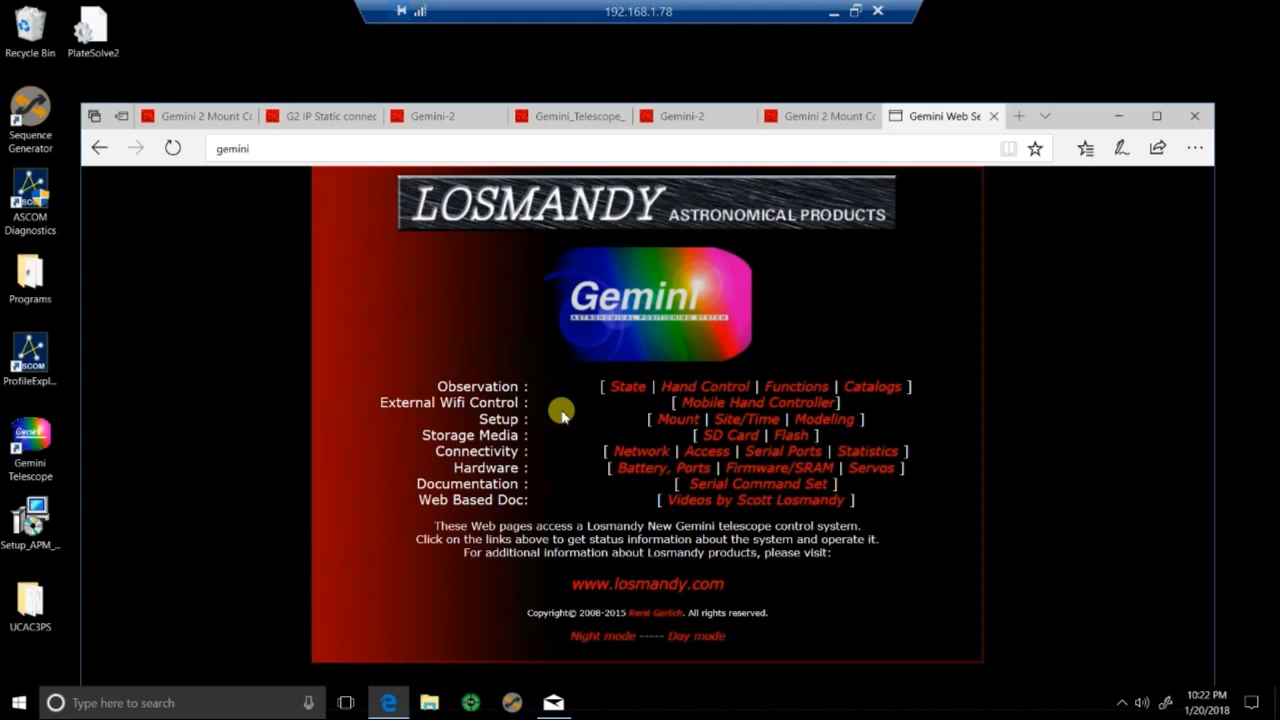 192.168.1.78
Recycle Bin
PlateSolve2
Gemini 2 Mount Cc
G2 IP Static connec
Gemini-2
Gemini_Telescope_
Gemini-2
Gemini 2 Mount Cc
Gemini Web Se
gemini
Sequence
Generator
ASCOM
Diagnostics
Programs
ASCOM
ProfileExpl...
Gemini
Gemini
Telescope
Setup_APM_...
UCAC3PS
LOSMANDY ASTRONOMICAL PRODUCTS
Gemini
ASTRONOMICAL POSITIONING SYSTEM
Observation : [ State | Hand Control | Functions | Catalogs ]
External Wifi Control : [ Mobile Hand Controller]
Setup : [ Mount | Site/Time | Modeling ]
Storage Media : [ SD Card | Flash ]
Connectivity : [ Network | Access | Serial Ports | Statistics ]
Hardware : [ Battery, Ports | Firmware/SRAM | Servos ]
Documentation : [ Serial Command Set ]
Web Based Doc: [ Videos by Scott Losmandy ]
These Web pages access a Losmandy New Gemini telescope control system.
Click on the links above to get status information about the system and operate it.
For additional information about Losmandy products, please visit:
www.losmandy.com
Copyright© 2008-2015 René Görlich. All rights reserved.
Night mode ----- Day mode
Type here to search
10:22 PM
1/20/2018